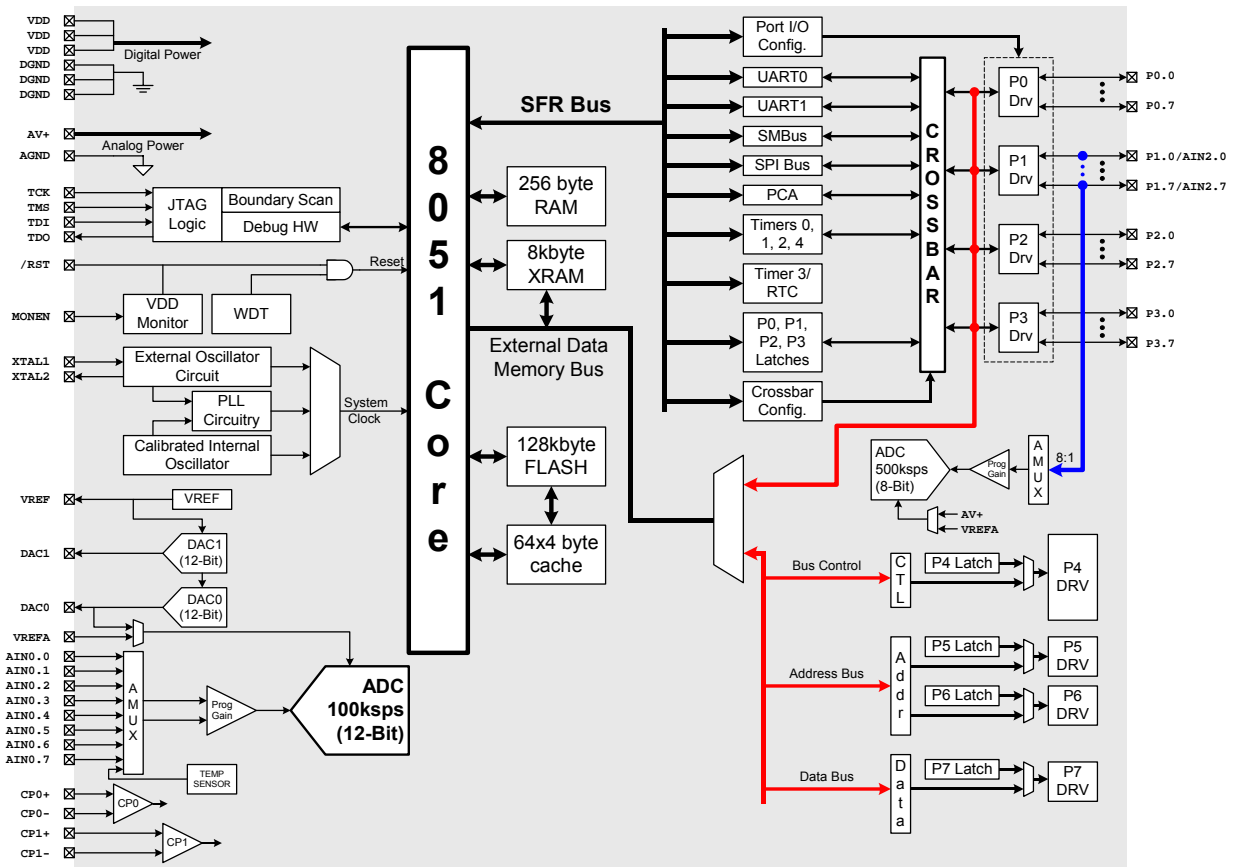 VDD
VDD
VDD
Digital Power
DGND
DGND
DGND
AV+
Analog Power
AGND
TCK
TMS
TDI
TDO
JTAG
Logic
Boundary Scan
Debug HW
/RST
Reset
MONEN
VDD
Monitor
WDT
XTAL1
XTAL2
External Oscillator
Circuit
PLL
Circuitry
Calibrated Internal
Oscillator
System
Clock
VREF
VREF
DAC1
DAC1
(12-Bit)
DAC0
DAC0
(12-Bit)
VREFA
AIN0.0
AIN0.1
AIN0.2
AIN0.3
AIN0.4
AIN0.5
AIN0.6
AIN0.7
A
M
U
X
Prog
Gain
ADC
100ksps
(12-Bit)
TEMP
SENSOR
CP0+
CP0-
CP0
CP1+
CP1-
CP1
8
0
5
1
C
o
r
e
SFR Bus
256 byte
RAM
8kbyte
XRAM
External Data
Memory Bus
128kbyte
FLASH
64x4 byte
cache
Port I/O
Config.
UART0
UART1
SMBus
SPI Bus
PCA
Timers 0,
1, 2, 4
Timer 3/
RTC
P0, P1,
P2, P3
Latches
Crossbar
Config.
C
R
O
S
S
B
A
R
P0
Drv
P1
Drv
P2
Drv
P3
Drv
P0.0
P0.7
P1.0/AIN2.0
P1.7/AIN2.7
P2.0
P2.7
P3.0
P3.7
ADC
500ksps
(8-Bit)
Prog
Gain
A
M
U
X
8:1
AV+
VREFA
Bus Control
C
T
L
P4 Latch
P4
DRV
Address Bus
A
d
d
r
P5 Latch
P5
DRV
P6 Latch
P6
DRV
Data Bus
D
a
t
a
P7 Latch
P7
DRV